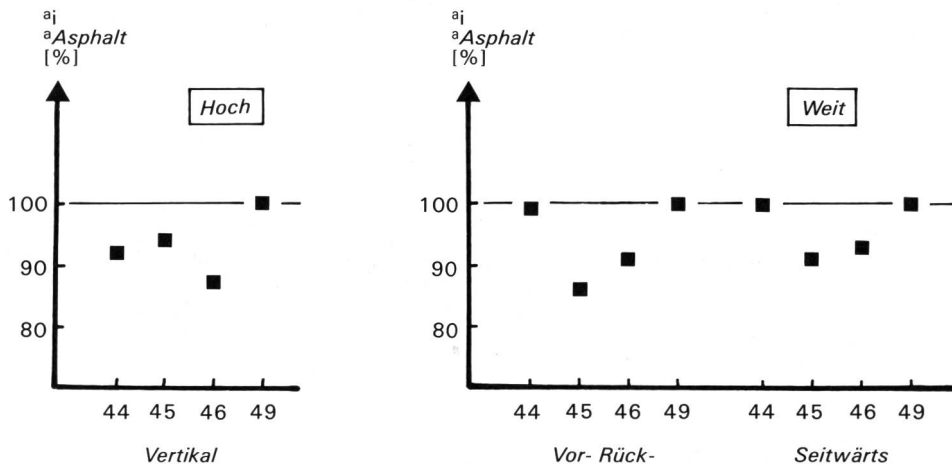 ai
aAsphalt
[%]
Hoch
100
90
80
44 45 46 49
Vertikal
ai
aAsphalt
[%]
Weit
100
90
80
44 45 46 49 44 45 46 49
Vor- Rück- Seitwärts